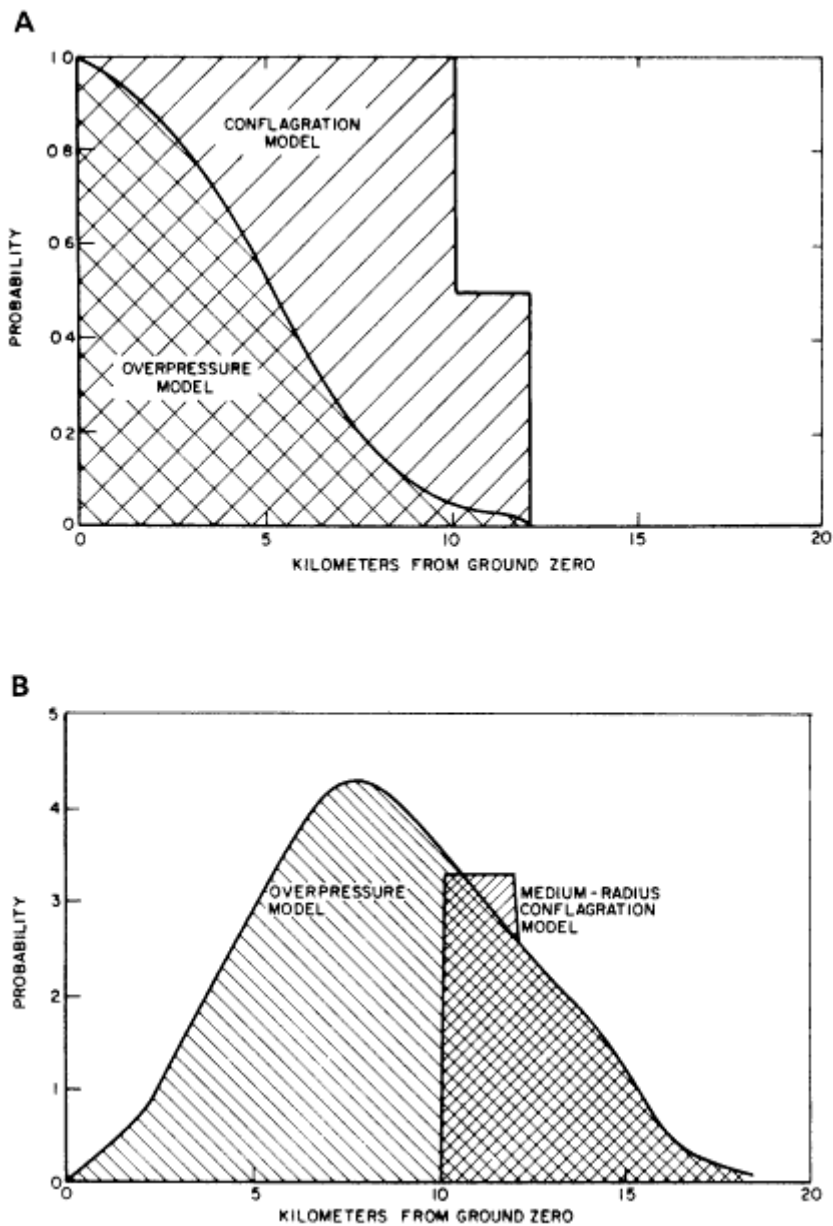 A
1 0
0 8
0 6
0 4
0 2
0
PROBABILITY
CONFLAGRATION
MODEL
OVERPRESSURE
MODEL
0 5 10 15 20
KILOMETERS FROM GROUND ZERO
B
5
4
3
2
1
0
PROBABILITY
OVERPRESSURE
MODEL
MEDIUM-RADIUS
CONFLAGRATION
MODEL
0 5 10 15 20
KILOMETERS FROM GROUND ZERO